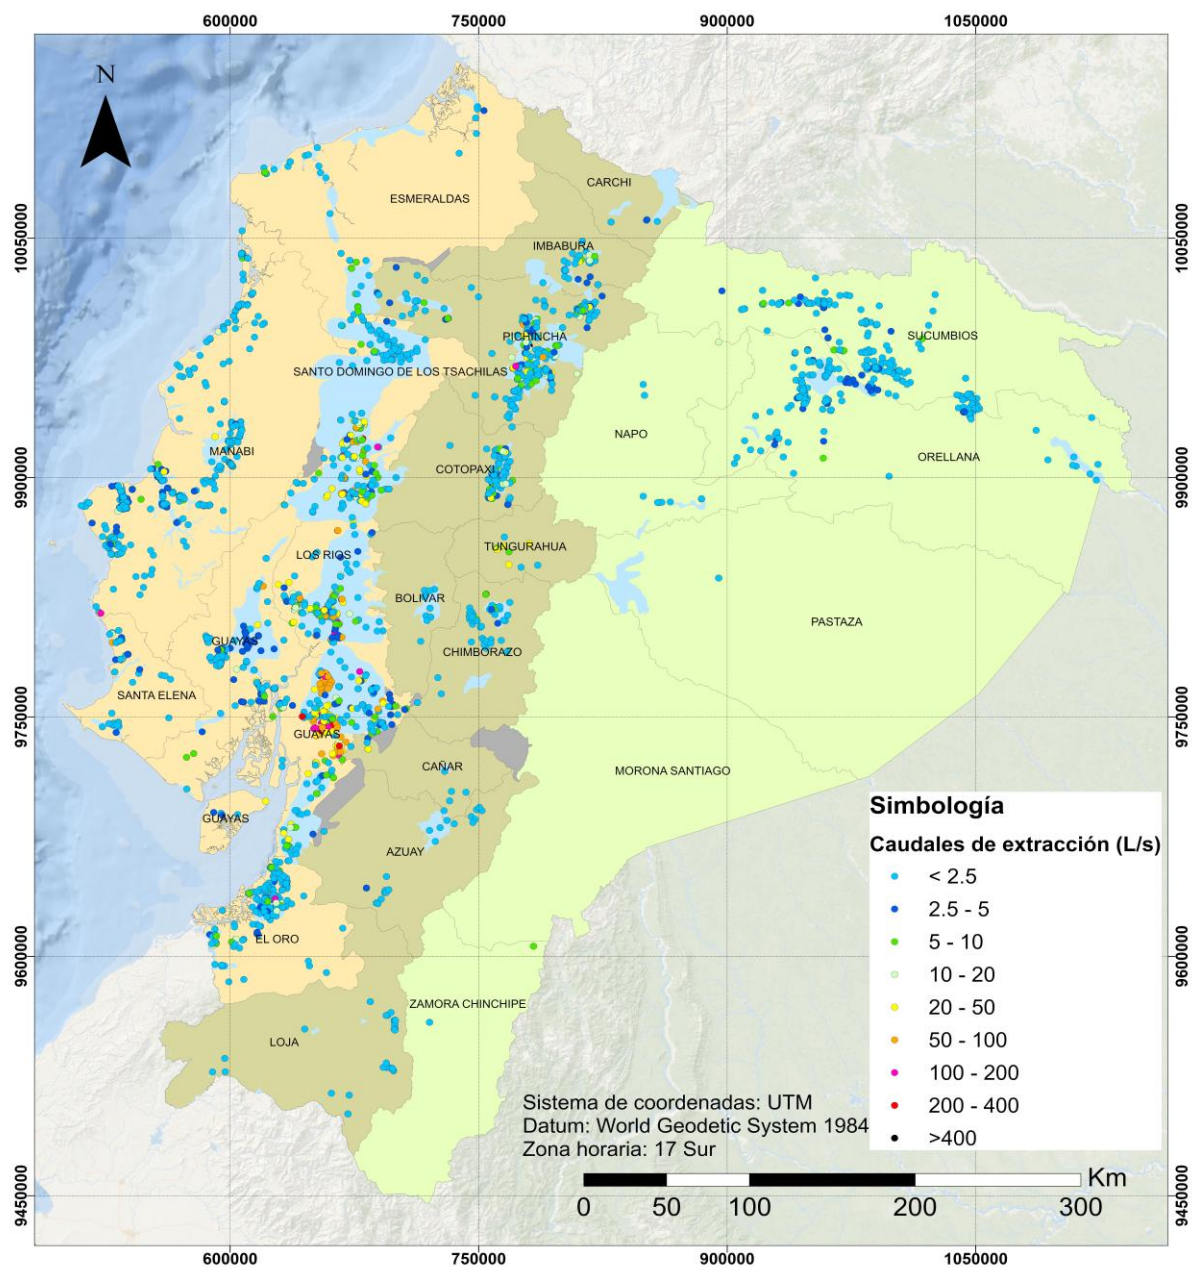 600000 750000 900000 1050000
N
CARCHI
ESMERALDAS
10050000 10050000
IMBABURA
PICHINCHA
SUCUMBIOS
SANTO DOMINGO DE LOS TSACHILAS
NAPO
MANABI
ORELLANA
COTOPAXI
9900000 9900000
TUNGURAHUA
LOS RIOS
BOLIVAR
PASTAZA
GUAYAS
CHIMBORAZO
SANTA ELENA
9750000 9750000
GUAYAS
CAÑAR
MORONA SANTIAGO
GUAYAS
AZUAY
EL ORO
9600000 9600000
ZAMORA CHINCHIPE
LOJA
Simbología
Caudales de extracción (L/s)
< 2.5
2.5 - 5
5 - 10
10 - 20
20 - 50
50 - 100
100 - 200
200 - 400
>400
Sistema de coordenadas: UTM
Datum: World Geodetic System 1984
Zona horaria: 17 Sur
Km
0 50 100 200 300
9450000 9450000
600000 750000 900000 1050000